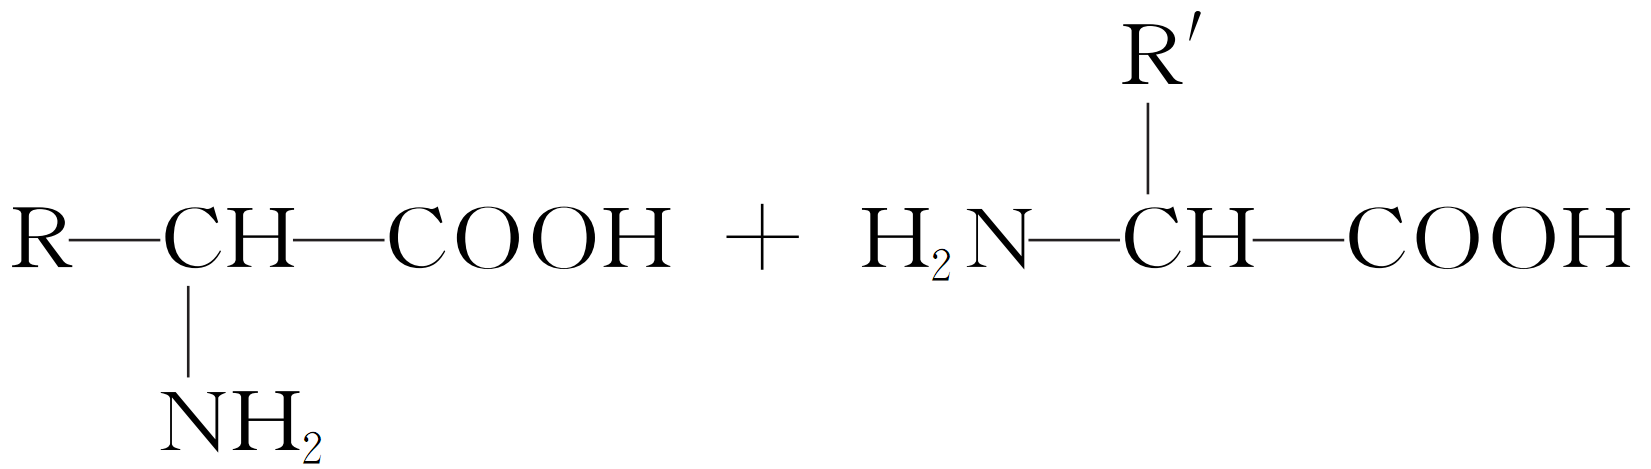 R′
R—CH—COOH + H₂N—CH—COOH
NH₂